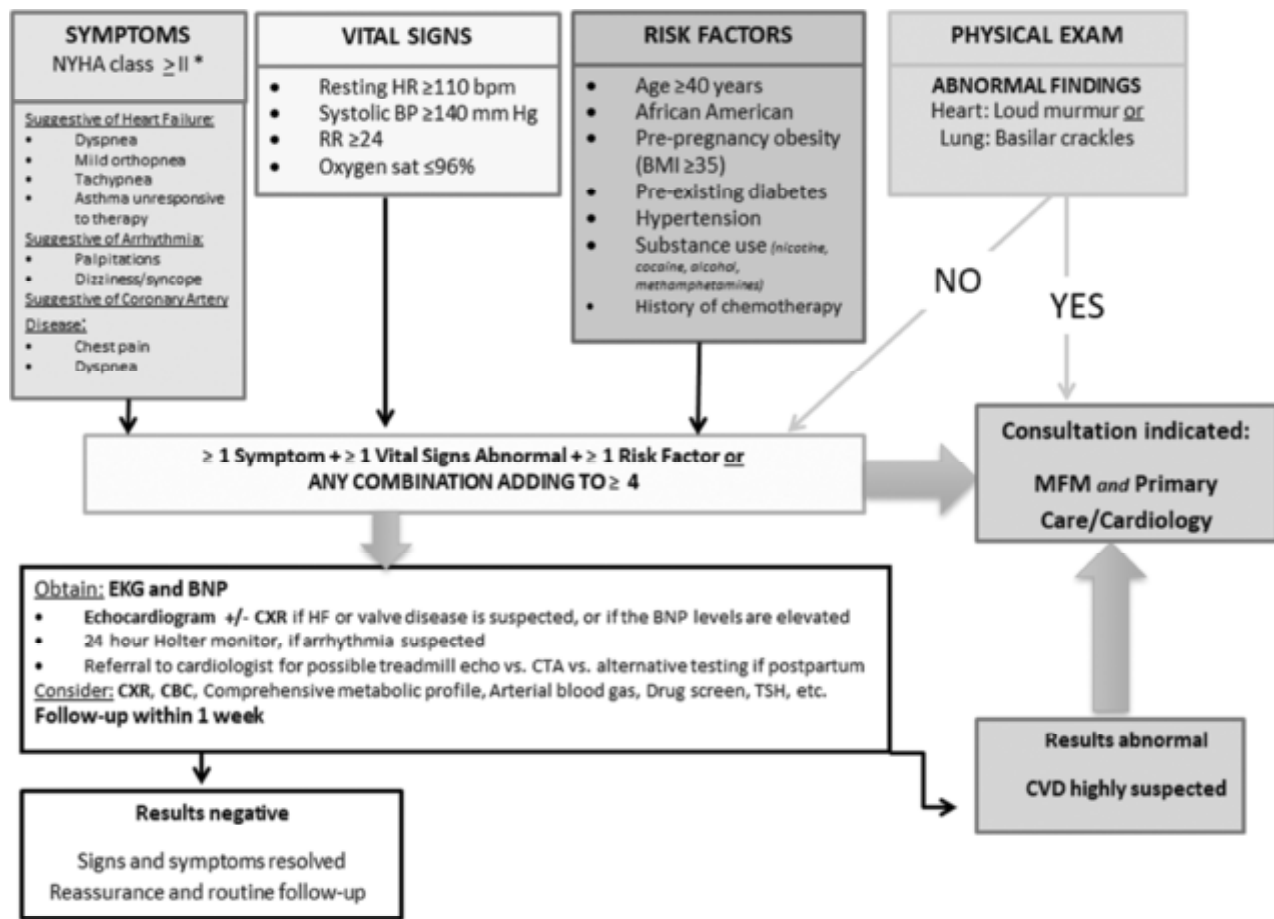 SYMPTOMS
NYHA class ≥II *
Suggestive of Heart Failure:
• Dyspnea
• Mild orthopnea
• Tachypnea
• Asthma unresponsive
to therapy
Suggestive of Arrhythmia:
• Palpitations
• Dizziness/syncope
Suggestive of Coronary Artery
Disease:
• Chest pain
• Dyspnea
VITAL SIGNS
• Resting HR ≥110 bpm
• Systolic BP ≥140 mm Hg
• RR ≥24
• Oxygen sat ≤96%
RISK FACTORS
• Age ≥40 years
• African American
• Pre-pregnancy obesity
(BMI ≥35)
• Pre-existing diabetes
• Hypertension
• Substance use (nicotine,
cocaine, alcohol,
methamphetamines)
• History of chemotherapy
PHYSICAL EXAM
ABNORMAL FINDINGS
Heart: Loud murmur or
Lung: Basilar crackles
NO
YES
≥ 1 Symptom + ≥ 1 Vital Signs Abnormal + ≥ 1 Risk Factor or
ANY COMBINATION ADDING TO ≥ 4
Consultation indicated:
MFM and Primary
Care/Cardiology
Obtain: EKG and BNP
• Echocardiogram +/- CXR if HF or valve disease is suspected, or if the BNP levels are elevated
• 24 hour Holter monitor, if arrhythmia suspected
• Referral to cardiologist for possible treadmill echo vs. CTA vs. alternative testing if postpartum
Consider: CXR, CBC, Comprehensive metabolic profile, Arterial blood gas, Drug screen, TSH, etc.
Follow-up within 1 week
Results abnormal
CVD highly suspected
Results negative
Signs and symptoms resolved
Reassurance and routine follow-up